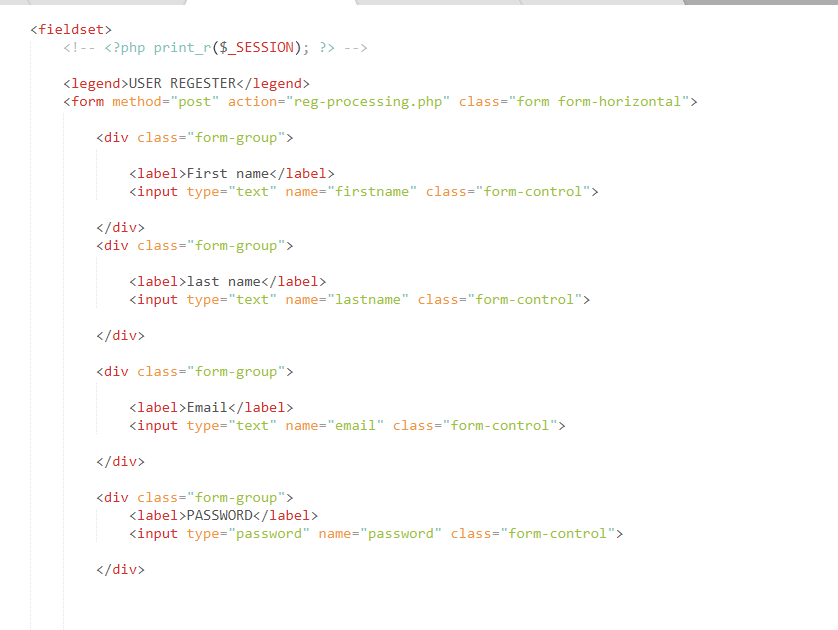 <fieldset>
<!-- <?php print_r($_SESSION); ?> -->
<legend>USER REGESTER</legend>
<form method="post" action="reg-processing.php" class="form form-horizontal">
<div class="form-group">
<label>First name</label>
<input type="text" name="firstname" class="form-control">
</div>
<div class="form-group">
<label>last name</label>
<input type="text" name="lastname" class="form-control">
</div>
<div class="form-group">
<label>Email</label>
<input type="text" name="email" class="form-control">
</div>
<div class="form-group">
<label>PASSWORD</label>
<input type="password" name="password" class="form-control">
</div>